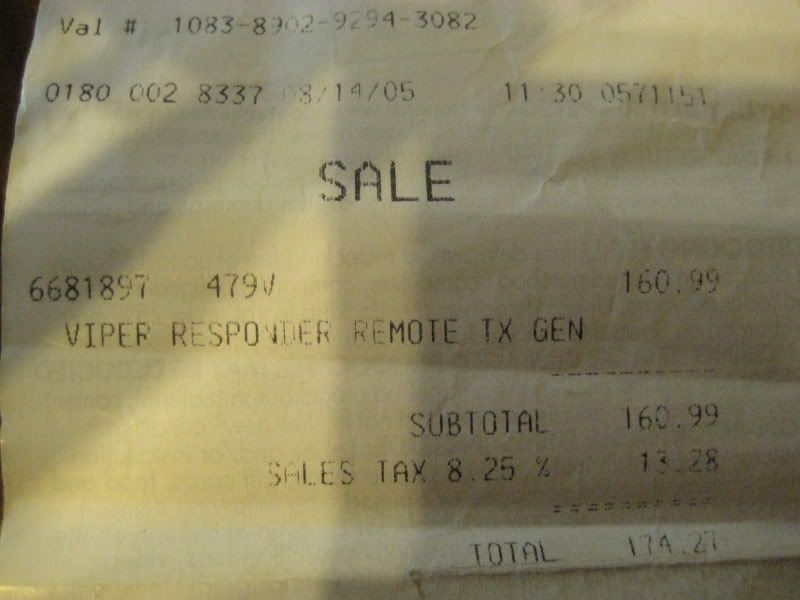 Val # 1083-8902-9294-3082
0180 002 8337 08/14/05 11:30 0571151
SALE
6681897 479V 160.99
VIPER RESPONDER REMOTE TX GEN
SUBTOTAL 160.99
SALES TAX 8.25 % 13.28
TOTAL 174.27